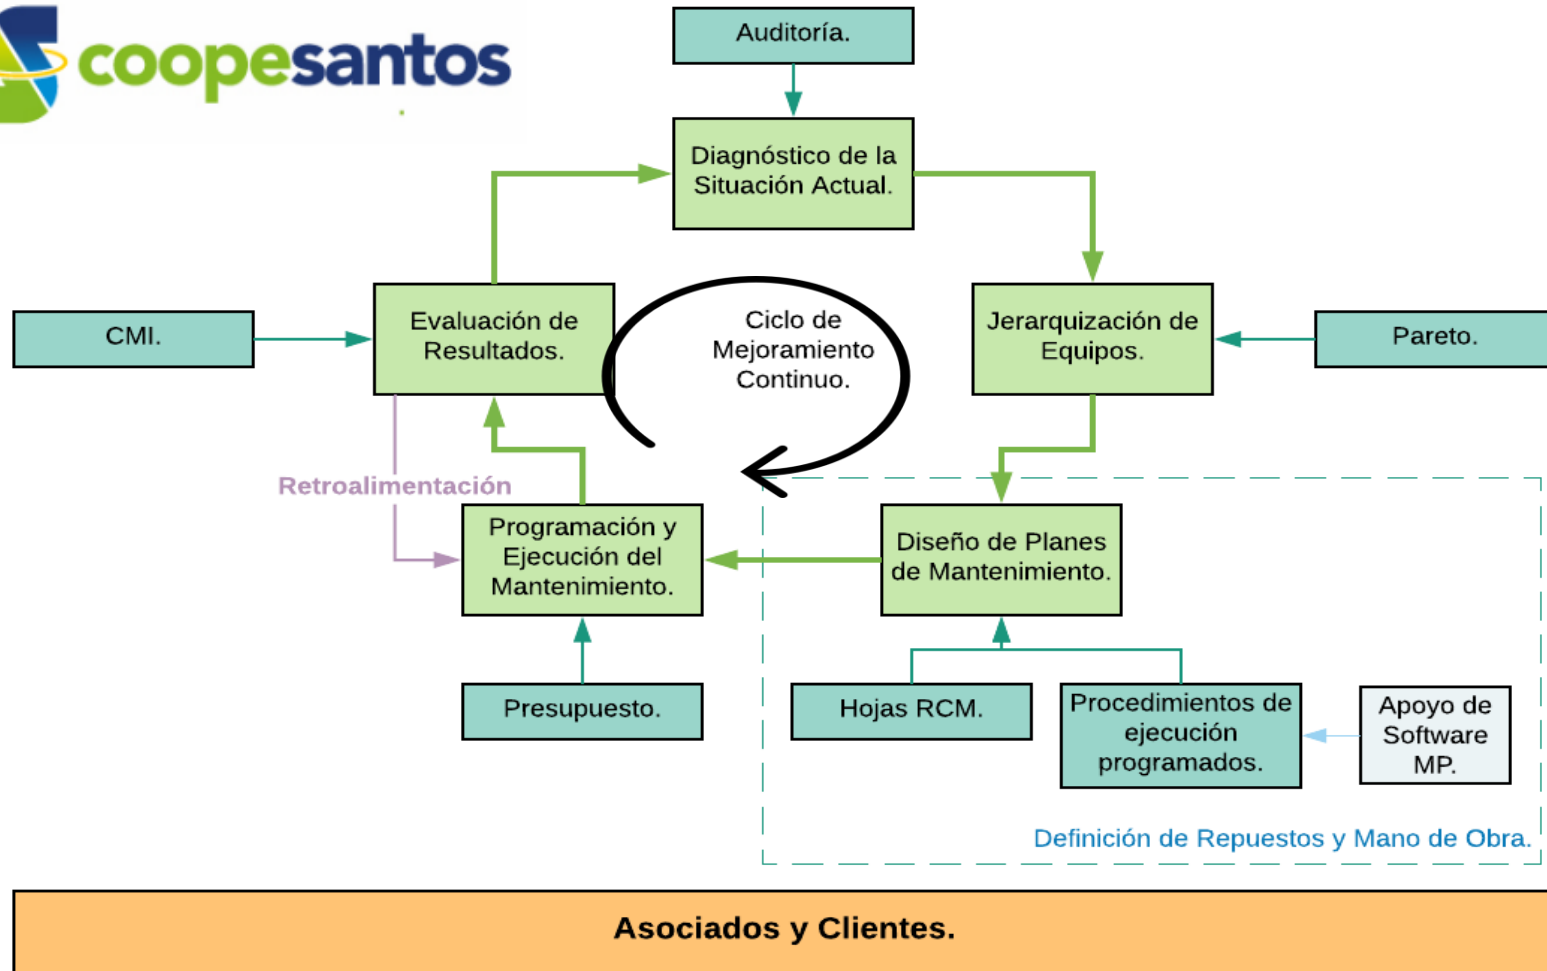 coopesantos
Auditoría.
Diagnóstico de la
Situación Actual.
Evaluación de
Resultados.
CMI.
Ciclo de
Mejoramiento
Continuo.
Jerarquización de
Equipos.
Pareto.
Retroalimentación
Programación y
Ejecución del
Mantenimiento.
Diseño de Planes
de Mantenimiento.
Presupuesto.
Hojas RCM.
Procedimientos de
ejecución
programados.
Apoyo de
Software
MP.
Definición de Repuestos y Mano de Obra.
Asociados y Clientes.